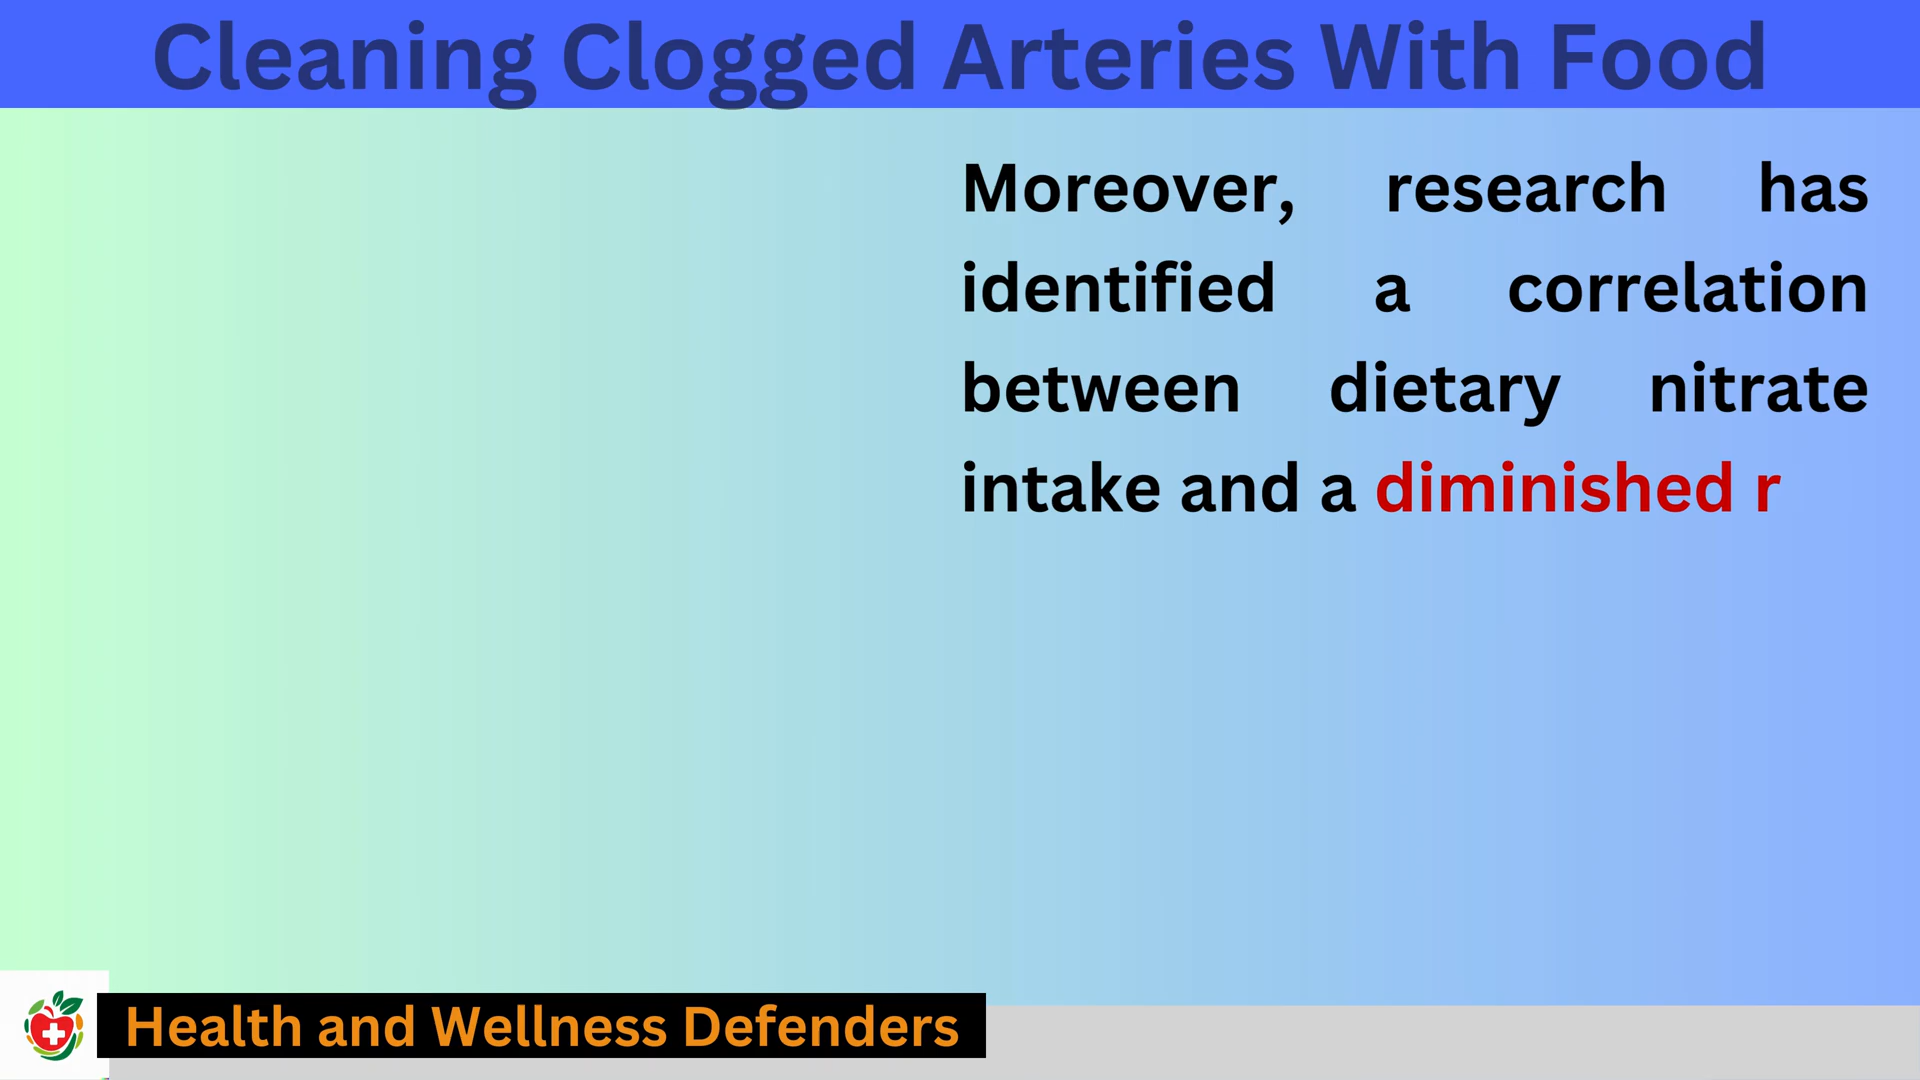 Cleaning Clogged Arteries With Food
Moreover, research has
identified a correlation
between dietary nitrate
intake and a diminished r
Health and Wellness Defenders